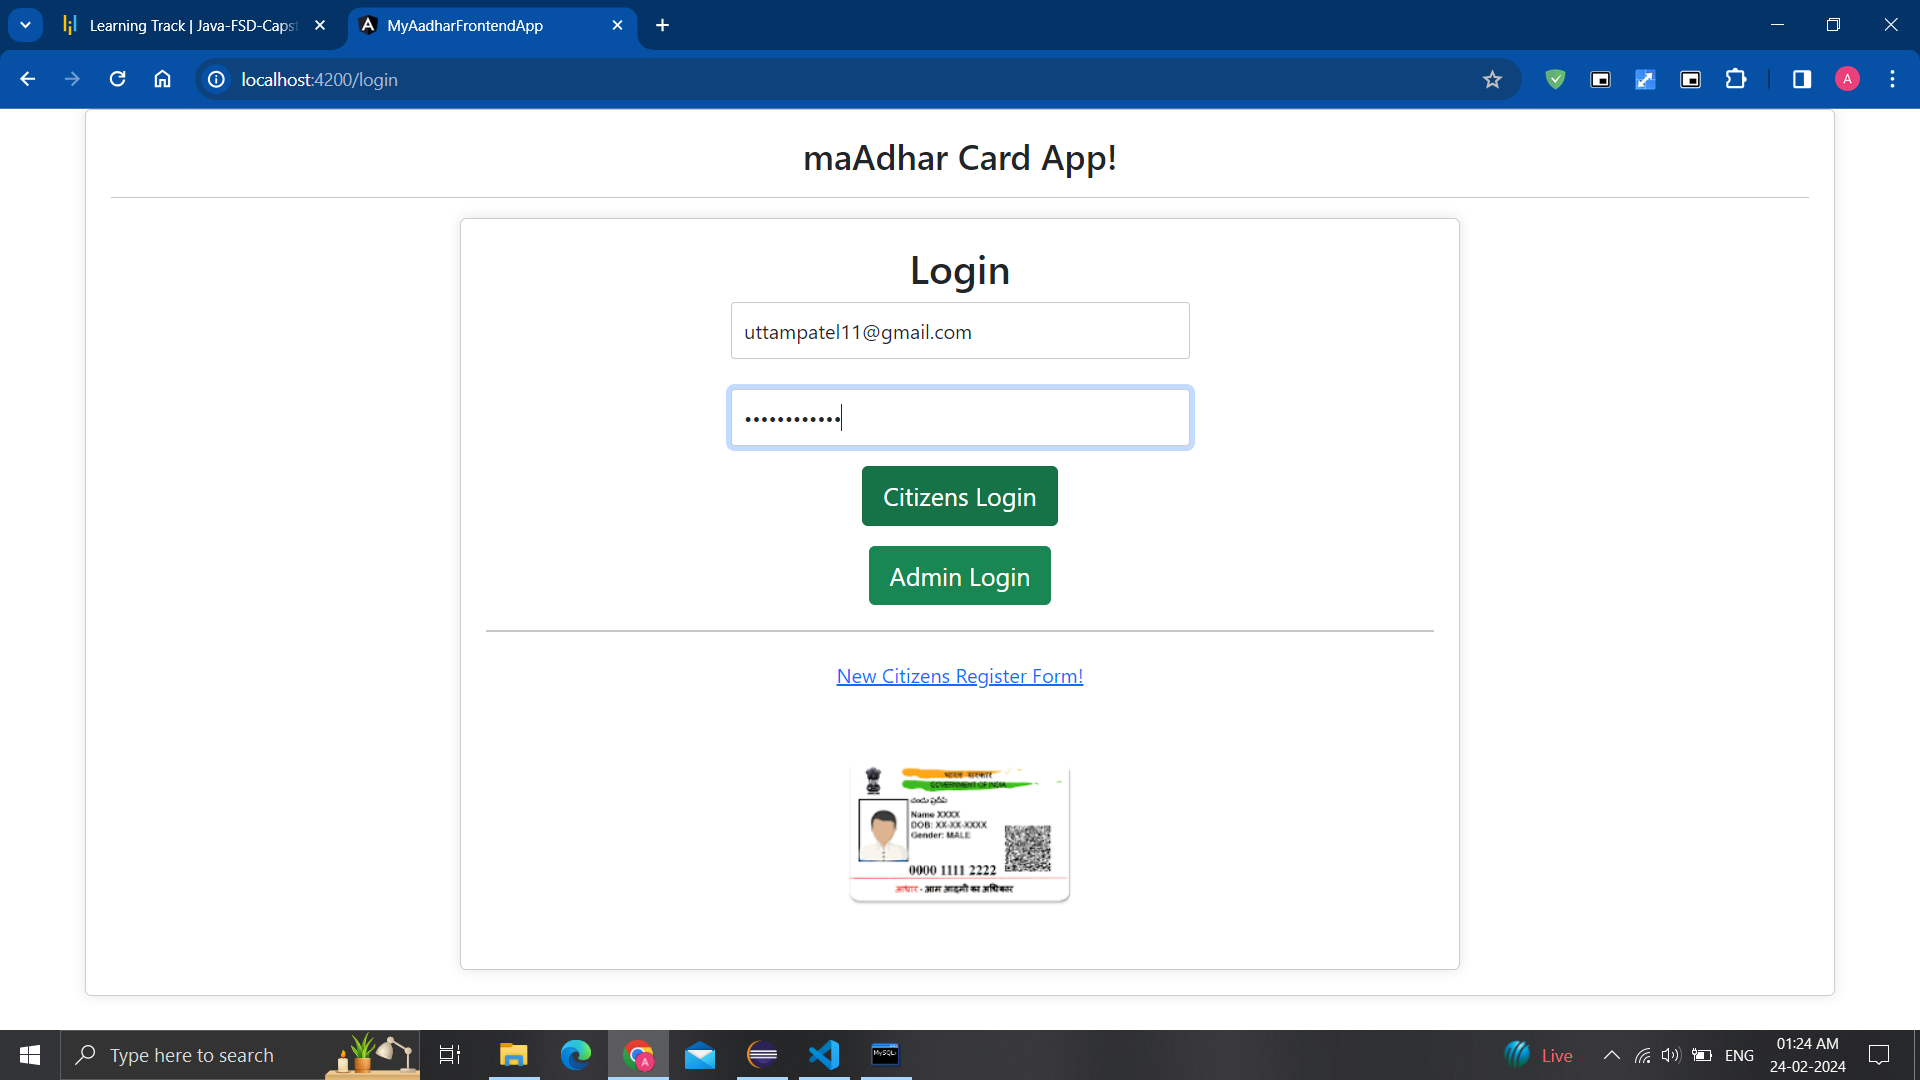 Learning Track | Java-FSD-Capst
MyAadharFrontendApp
localhost:4200/login
A
maAdhar Card App!
Login
uttampatel11@gmail.com
••••••••••••
Citizens Login
Admin Login
New Citizens Register Form!
भारत सरकार
GOVERNMENT OF INDIA
Name XXXX
DOB: XX-XX-XXXX
Gender: MALE
0000 1111 2222
आधार - आम आदमी का अधिकार
Type here to search
A
MySQL
Live
ENG
01:24 AM
24-02-2024